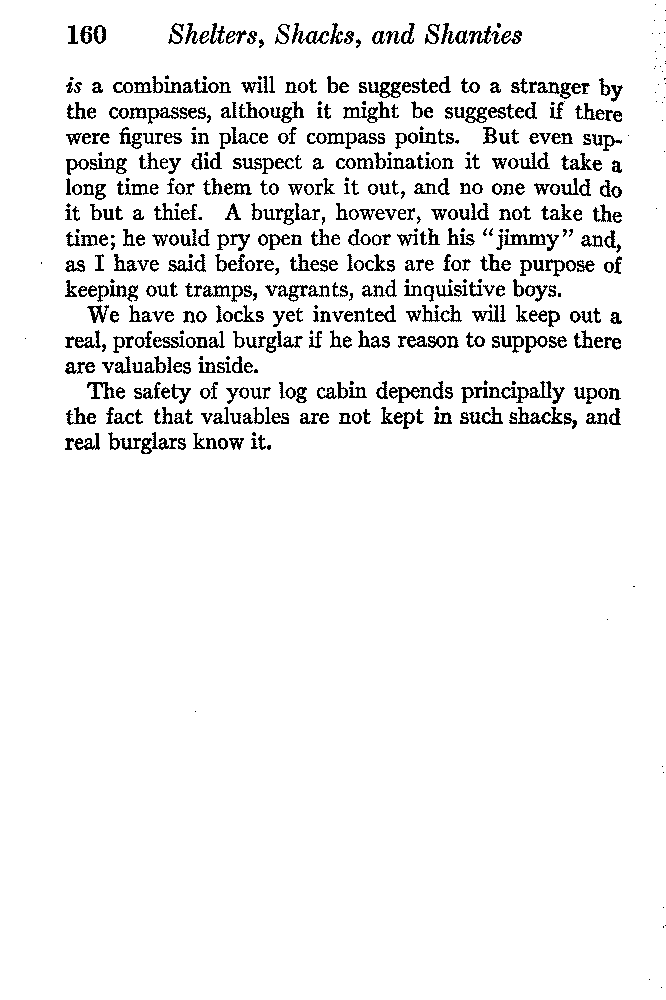 160 Shelters, Shacks, and Shanties
is a combination will not be suggested to a stranger by
the compasses, although it might be suggested if there
were figures in place of compass points. But even sup-
posing they did suspect a combination it would take a
long time for them to work it out, and no one would do
it but a thief. A burglar, however, would not take the
time; he would pry open the door with his "jimmy" and,
as I have said before, these locks are for the purpose of
keeping out tramps, vagrants, and inquisitive boys.
We have no locks yet invented which will keep out a
real, professional burglar if he has reason to suppose there
are valuables inside.
The safety of your log cabin depends principally upon
the fact that valuables are not kept in such shacks, and
real burglars know it.